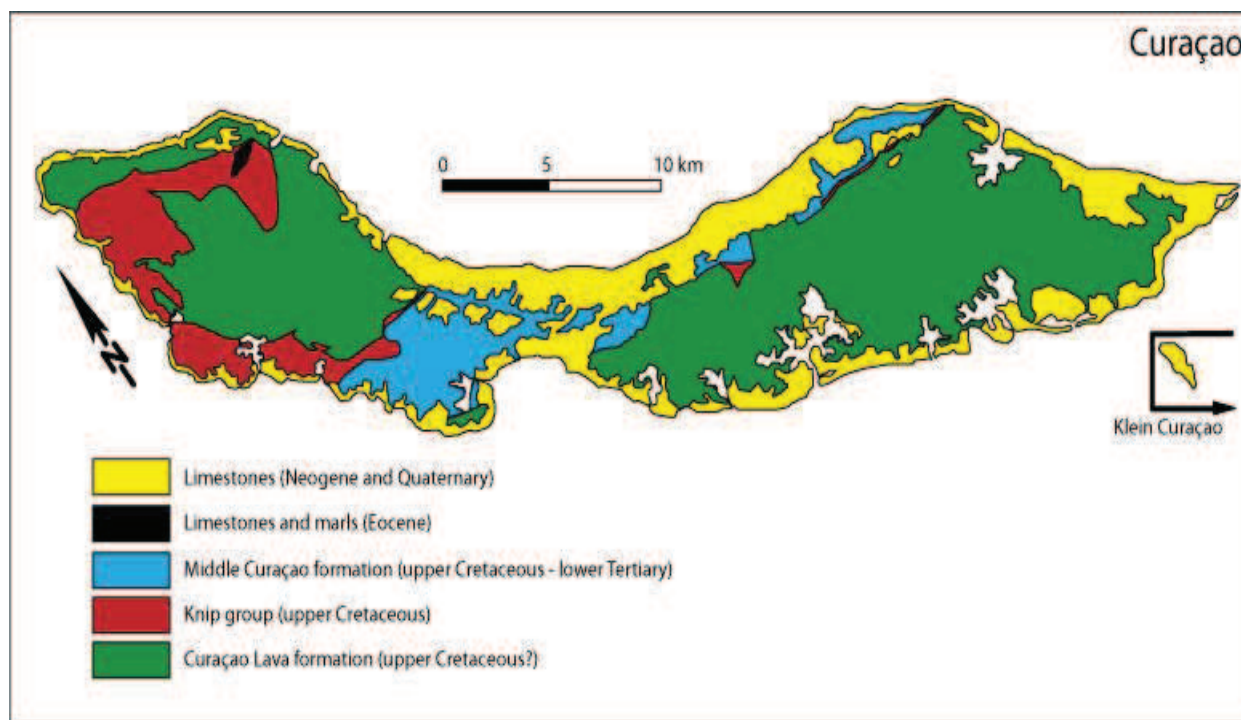 Curaçao
0 5 10 km
N
Klein Curaçao
Limestones (Neogene and Quaternary)
Limestones and marls (Eocene)
Middle Curaçao formation (upper Cretaceous - lower Tertiary)
Knip group (upper Cretaceous)
Curaçao Lava formation (upper Cretaceous?)